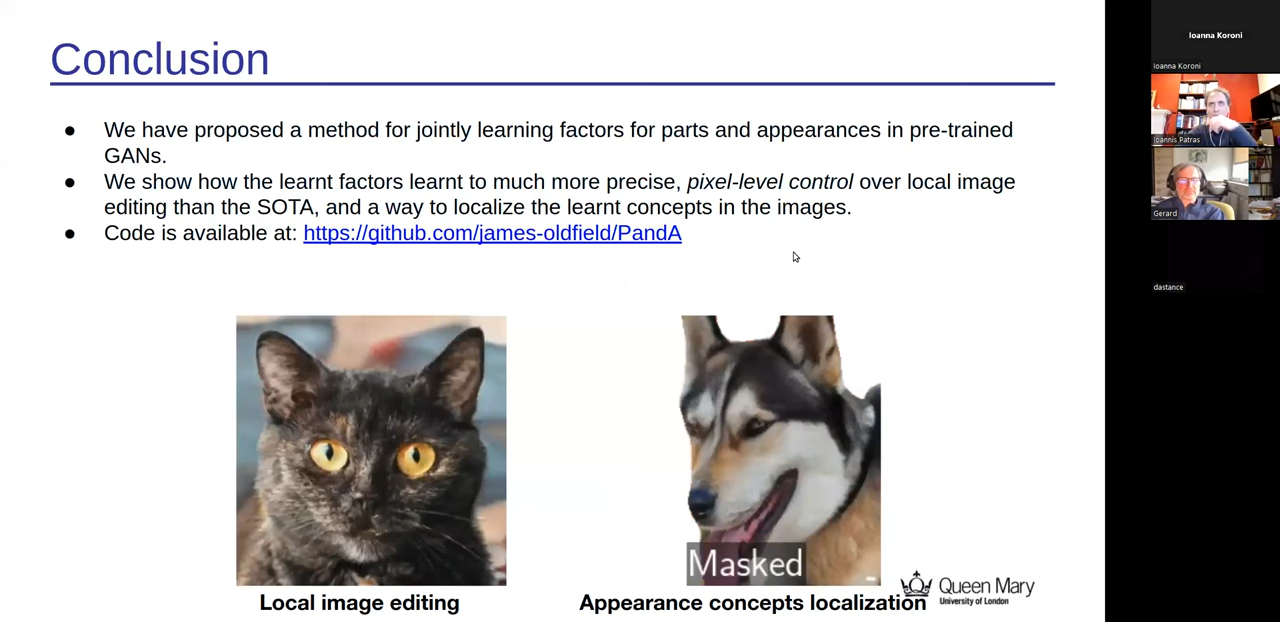 Conclusion
● We have proposed a method for jointly learning factors for parts and appearances in pre-trained
GANs.
● We show how the learnt factors learnt to much more precise, pixel-level control over local image
editing than the SOTA, and a way to localize the learnt concepts in the images.
● Code is available at: https://github.com/james-oldfield/PandA
Masked
Local image editing
Appearance concepts localization
Queen Mary
University of London
Ioanna Koroni
Ioanna Koroni
Ioannis Patras
Gerard
dastance